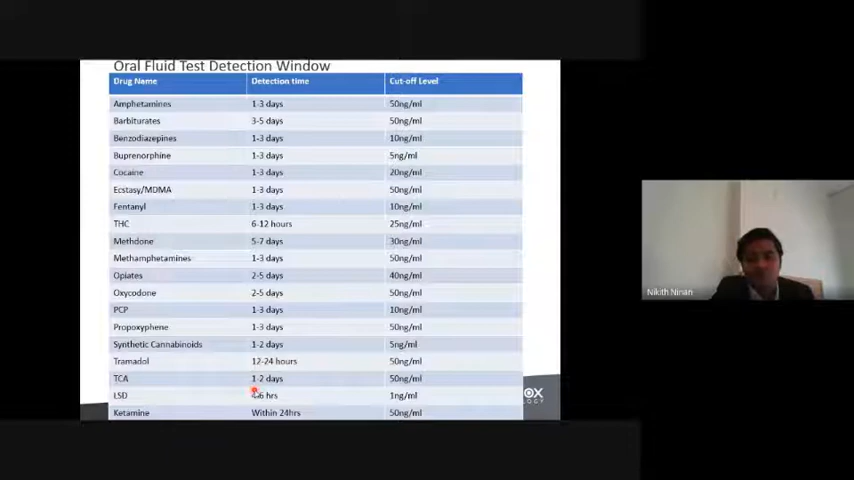 Oral Fluid Test Detection Window
Drug Name Detection time Cut-off Level
Amphetamines 1-3 days 50ng/ml
Barbiturates 3-5 days 50ng/ml
Benzodiazepines 1-3 days 10ng/ml
Buprenorphine 1-3 days 5ng/ml
Cocaine 1-3 days 20ng/ml
Ecstasy/MDMA 1-3 days 50ng/ml
Fentanyl 1-3 days 10ng/ml
THC 6-12 hours 25ng/ml
Methdone 5-7 days 30ng/ml
Methamphetamines 1-3 days 50ng/ml
Opiates 2-5 days 40ng/ml
Oxycodone 2-5 days 50ng/ml
PCP 1-3 days 10ng/ml
Propoxyphene 1-3 days 50ng/ml
Synthetic Cannabinoids 1-2 days 5ng/ml
Tramadol 12-24 hours 50ng/ml
TCA 1-2 days 50ng/ml
LSD hrs 1ng/ml
Ketamine Within 24hrs 50ng/ml
OX
OLOGY
Nikith Ninan